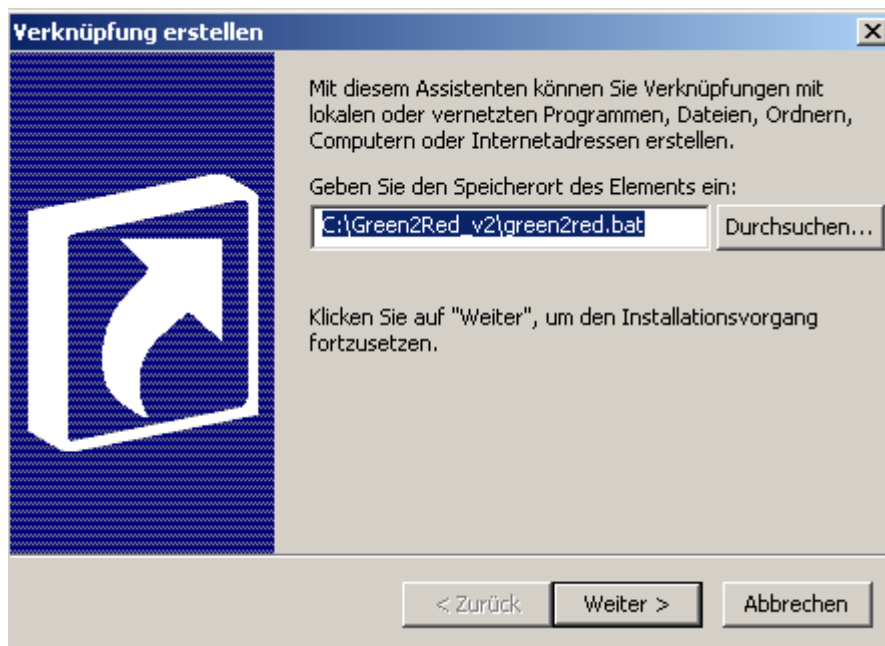 Verknüpfung erstellen
Mit diesem Assistenten können Sie Verknüpfungen mit
lokalen oder vernetzten Programmen, Dateien, Ordnern,
Computern oder Internetadressen erstellen.
Geben Sie den Speicherort des Elements ein:
C:\Green2Red_v2\green2red.bat
Durchsuchen...
Klicken Sie auf "Weiter", um den Installationsvorgang
fortzusetzen.
< Zurück
Weiter >
Abbrechen